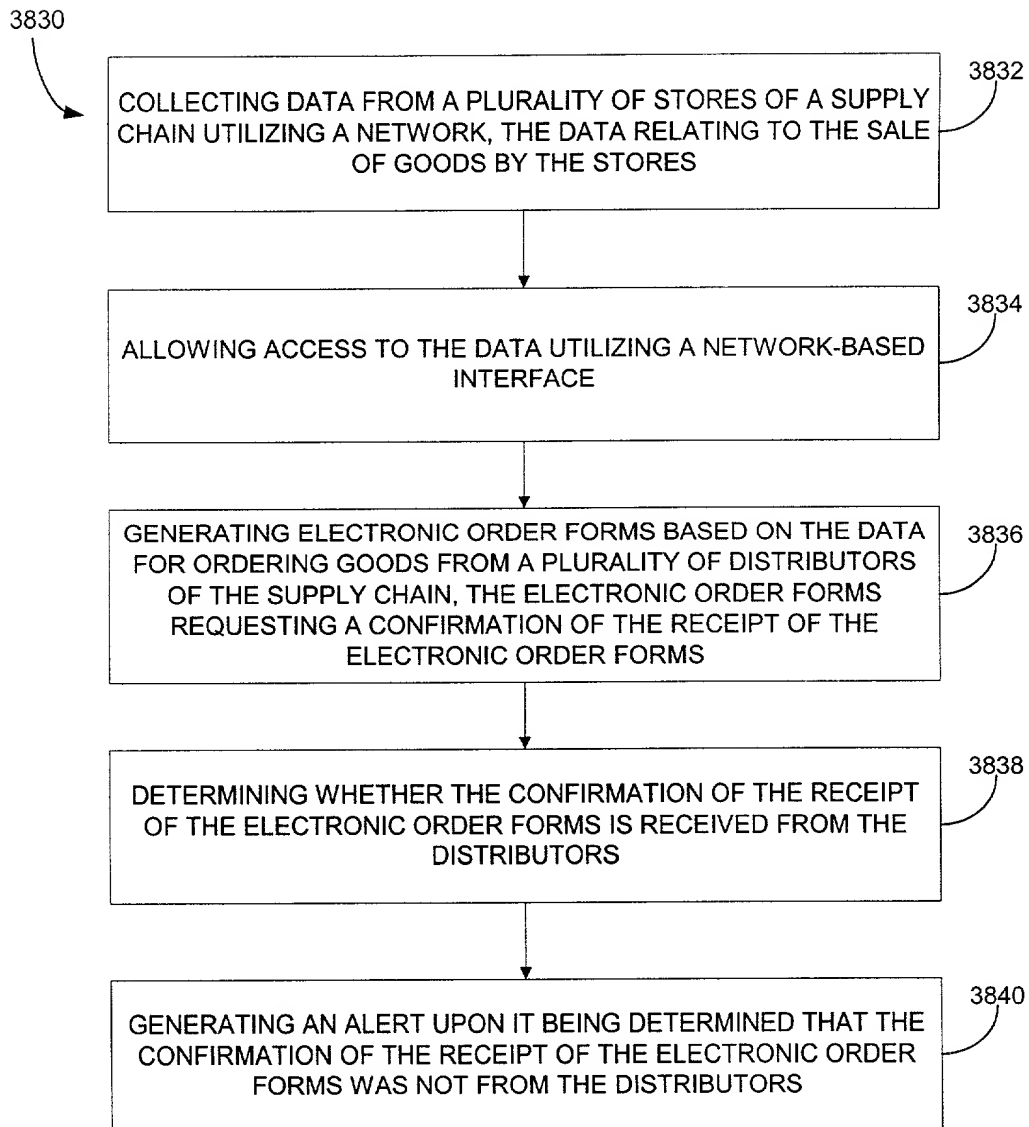 3830
3832
COLLECTING DATA FROM A PLURALITY OF STORES OF A SUPPLY
CHAIN UTILIZING A NETWORK, THE DATA RELATING TO THE SALE
OF GOODS BY THE STORES
3834
ALLOWING ACCESS TO THE DATA UTILIZING A NETWORK-BASED
INTERFACE
3836
GENERATING ELECTRONIC ORDER FORMS BASED ON THE DATA
FOR ORDERING GOODS FROM A PLURALITY OF DISTRIBUTORS
OF THE SUPPLY CHAIN, THE ELECTRONIC ORDER FORMS
REQUESTING A CONFIRMATION OF THE RECEIPT OF THE
ELECTRONIC ORDER FORMS
3838
DETERMINING WHETHER THE CONFIRMATION OF THE RECEIPT
OF THE ELECTRONIC ORDER FORMS IS RECEIVED FROM THE
DISTRIBUTORS
3840
GENERATING AN ALERT UPON IT BEING DETERMINED THAT THE
CONFIRMATION OF THE RECEIPT OF THE ELECTRONIC ORDER
FORMS WAS NOT FROM THE DISTRIBUTORS